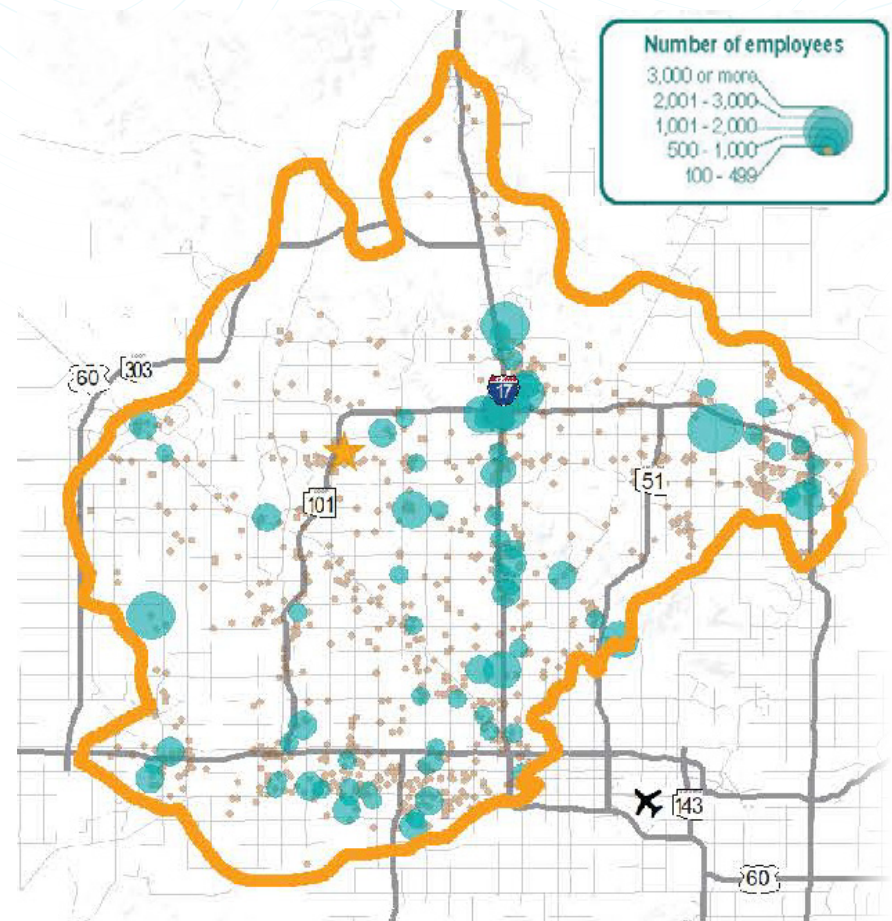 Number of employees
3,000 or more
2,001 - 3,000
1,001 - 2,000
500 - 1,000
100 - 499
60
303
17
101
51
143
60